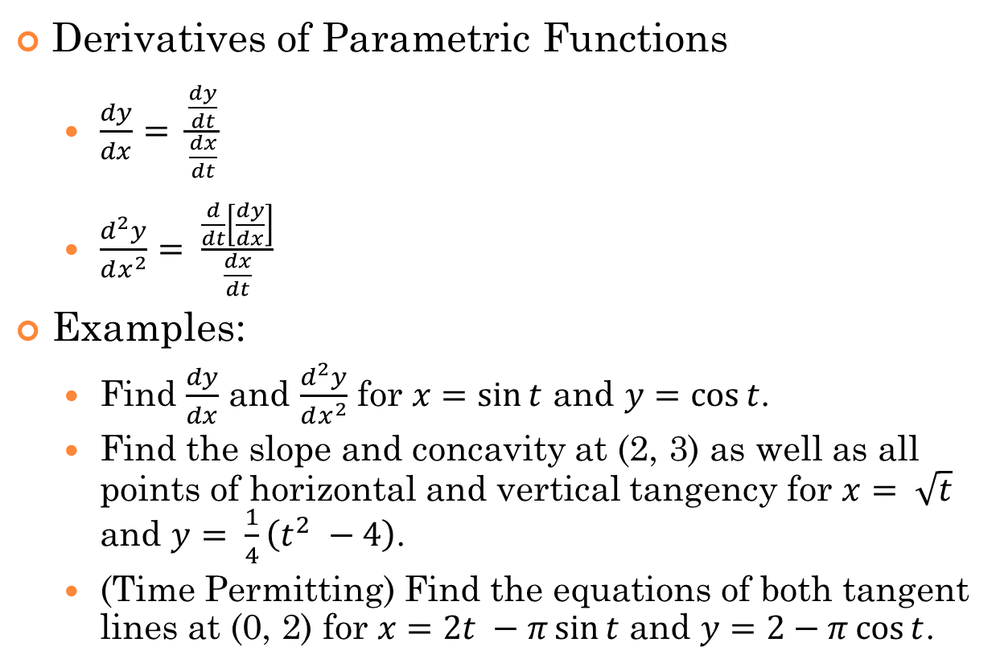 Derivatives of Parametric Functions
• \frac{dy}{dx} = \frac{\frac{dy}{dt}}{\frac{dx}{dt}}
• \frac{d^2y}{dx^2} = \frac{\frac{d}{dt}\left[\frac{dy}{dx}\right]}{\frac{dx}{dt}}
Examples:
• Find \frac{dy}{dx} and \frac{d^2y}{dx^2} for x = sin t and y = cos t.
• Find the slope and concavity at (2, 3) as well as all
points of horizontal and vertical tangency for x = √t
and y = \frac{1}{4}(t² − 4).
• (Time Permitting) Find the equations of both tangent
lines at (0, 2) for x = 2t − π sin t and y = 2 − π cos t.